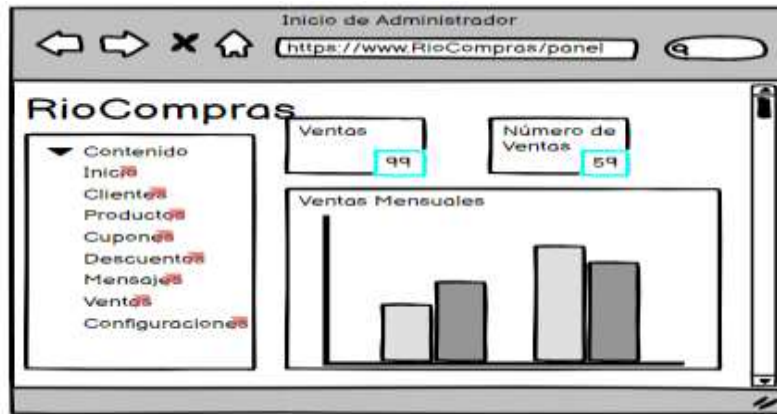 Inicio de Administrador
https://www.RioCompras/panel
RioCompras
Contenido
Inicio
Clientes
Productos
Cupones
Descuentos
Mensajes
Ventas
Configuraciones
Ventas
99
Número de
Ventas
59
Ventas Mensuales